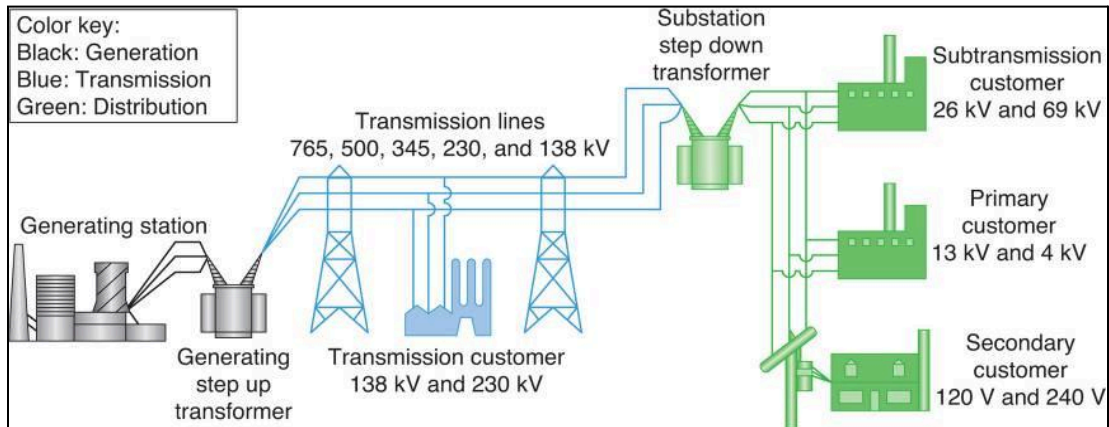 Color key:
Black: Generation
Blue: Transmission
Green: Distribution
Generating station
Generating
step up
transformer
Transmission lines
765, 500, 345, 230, and 138 kV
Transmission customer
138 kV and 230 kV
Substation
step down
transformer
Subtransmission
customer
26 kV and 69 kV
Primary
customer
13 kV and 4 kV
Secondary
customer
120 V and 240 V